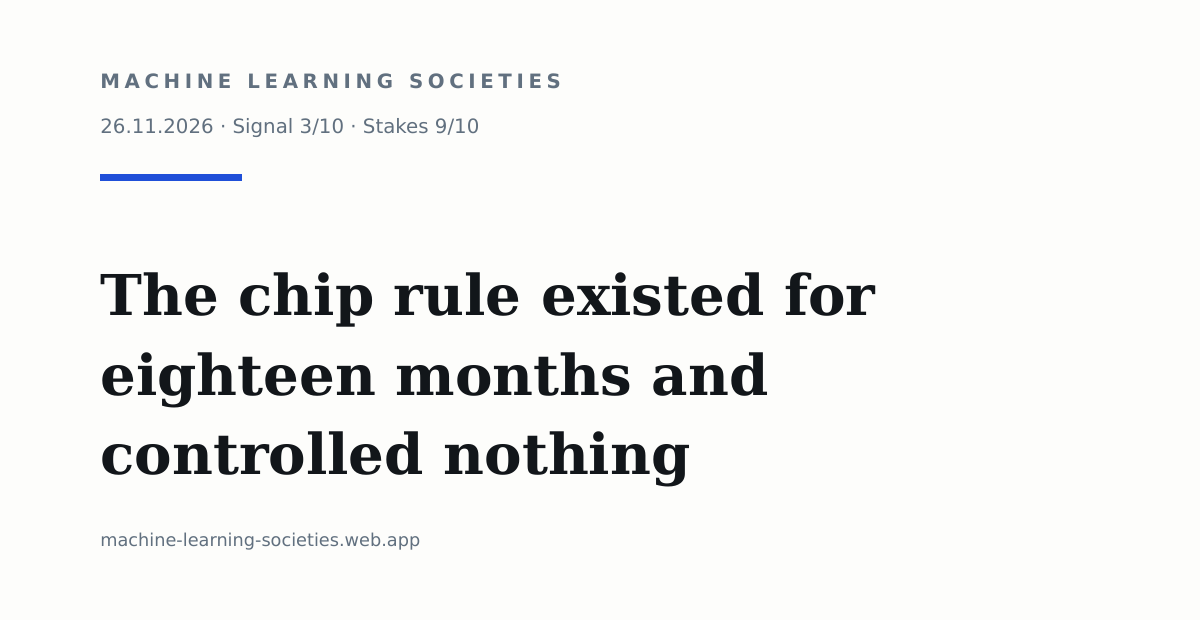 MACHINE LEARNING SOCIETIES
26.11.2026 · Signal 3/10 · Stakes 9/10
The chip rule existed for
eighteen months and
controlled nothing
machine-learning-societies.web.app